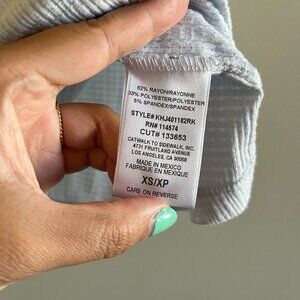 62% RAYON/RAYONNE
33% POLYESTER/POLYESTER
5% SPANDEX/SPANDEX
STYLE# KHJ401182RK
RN# 114574
CUT# 133653
CATWALK TO SIDEWALK, INC.
4731 FRUITLAND AVENUE
LOS ANGELES, CA 90058
MADE IN MEXICO
FABRIQUE EN MEXIQUE
XS/XP
CARE ON REVERSE